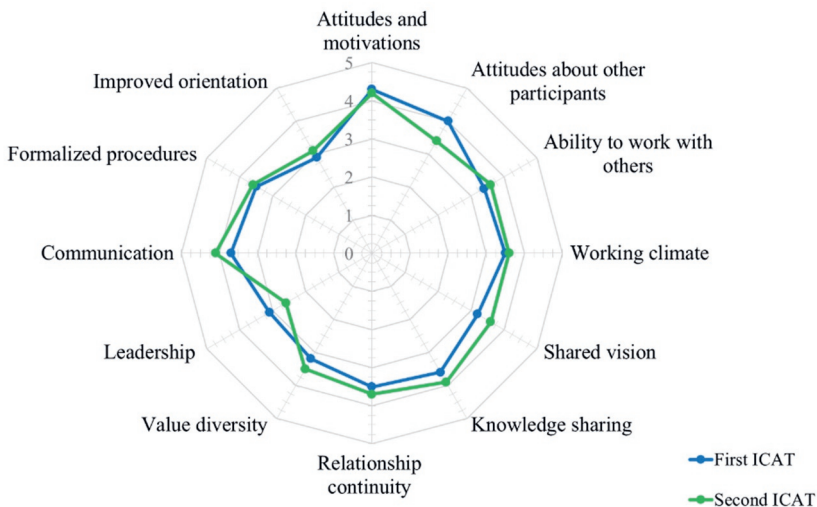 Attitudes and
motivations
Improved orientation
Attitudes about other
participants
Formalized procedures
Ability to work with
others
5
4
3
2
1
0
Communication
Working climate
Leadership
Shared vision
Value diversity
Knowledge sharing
Relationship
continuity
First ICAT
Second ICAT